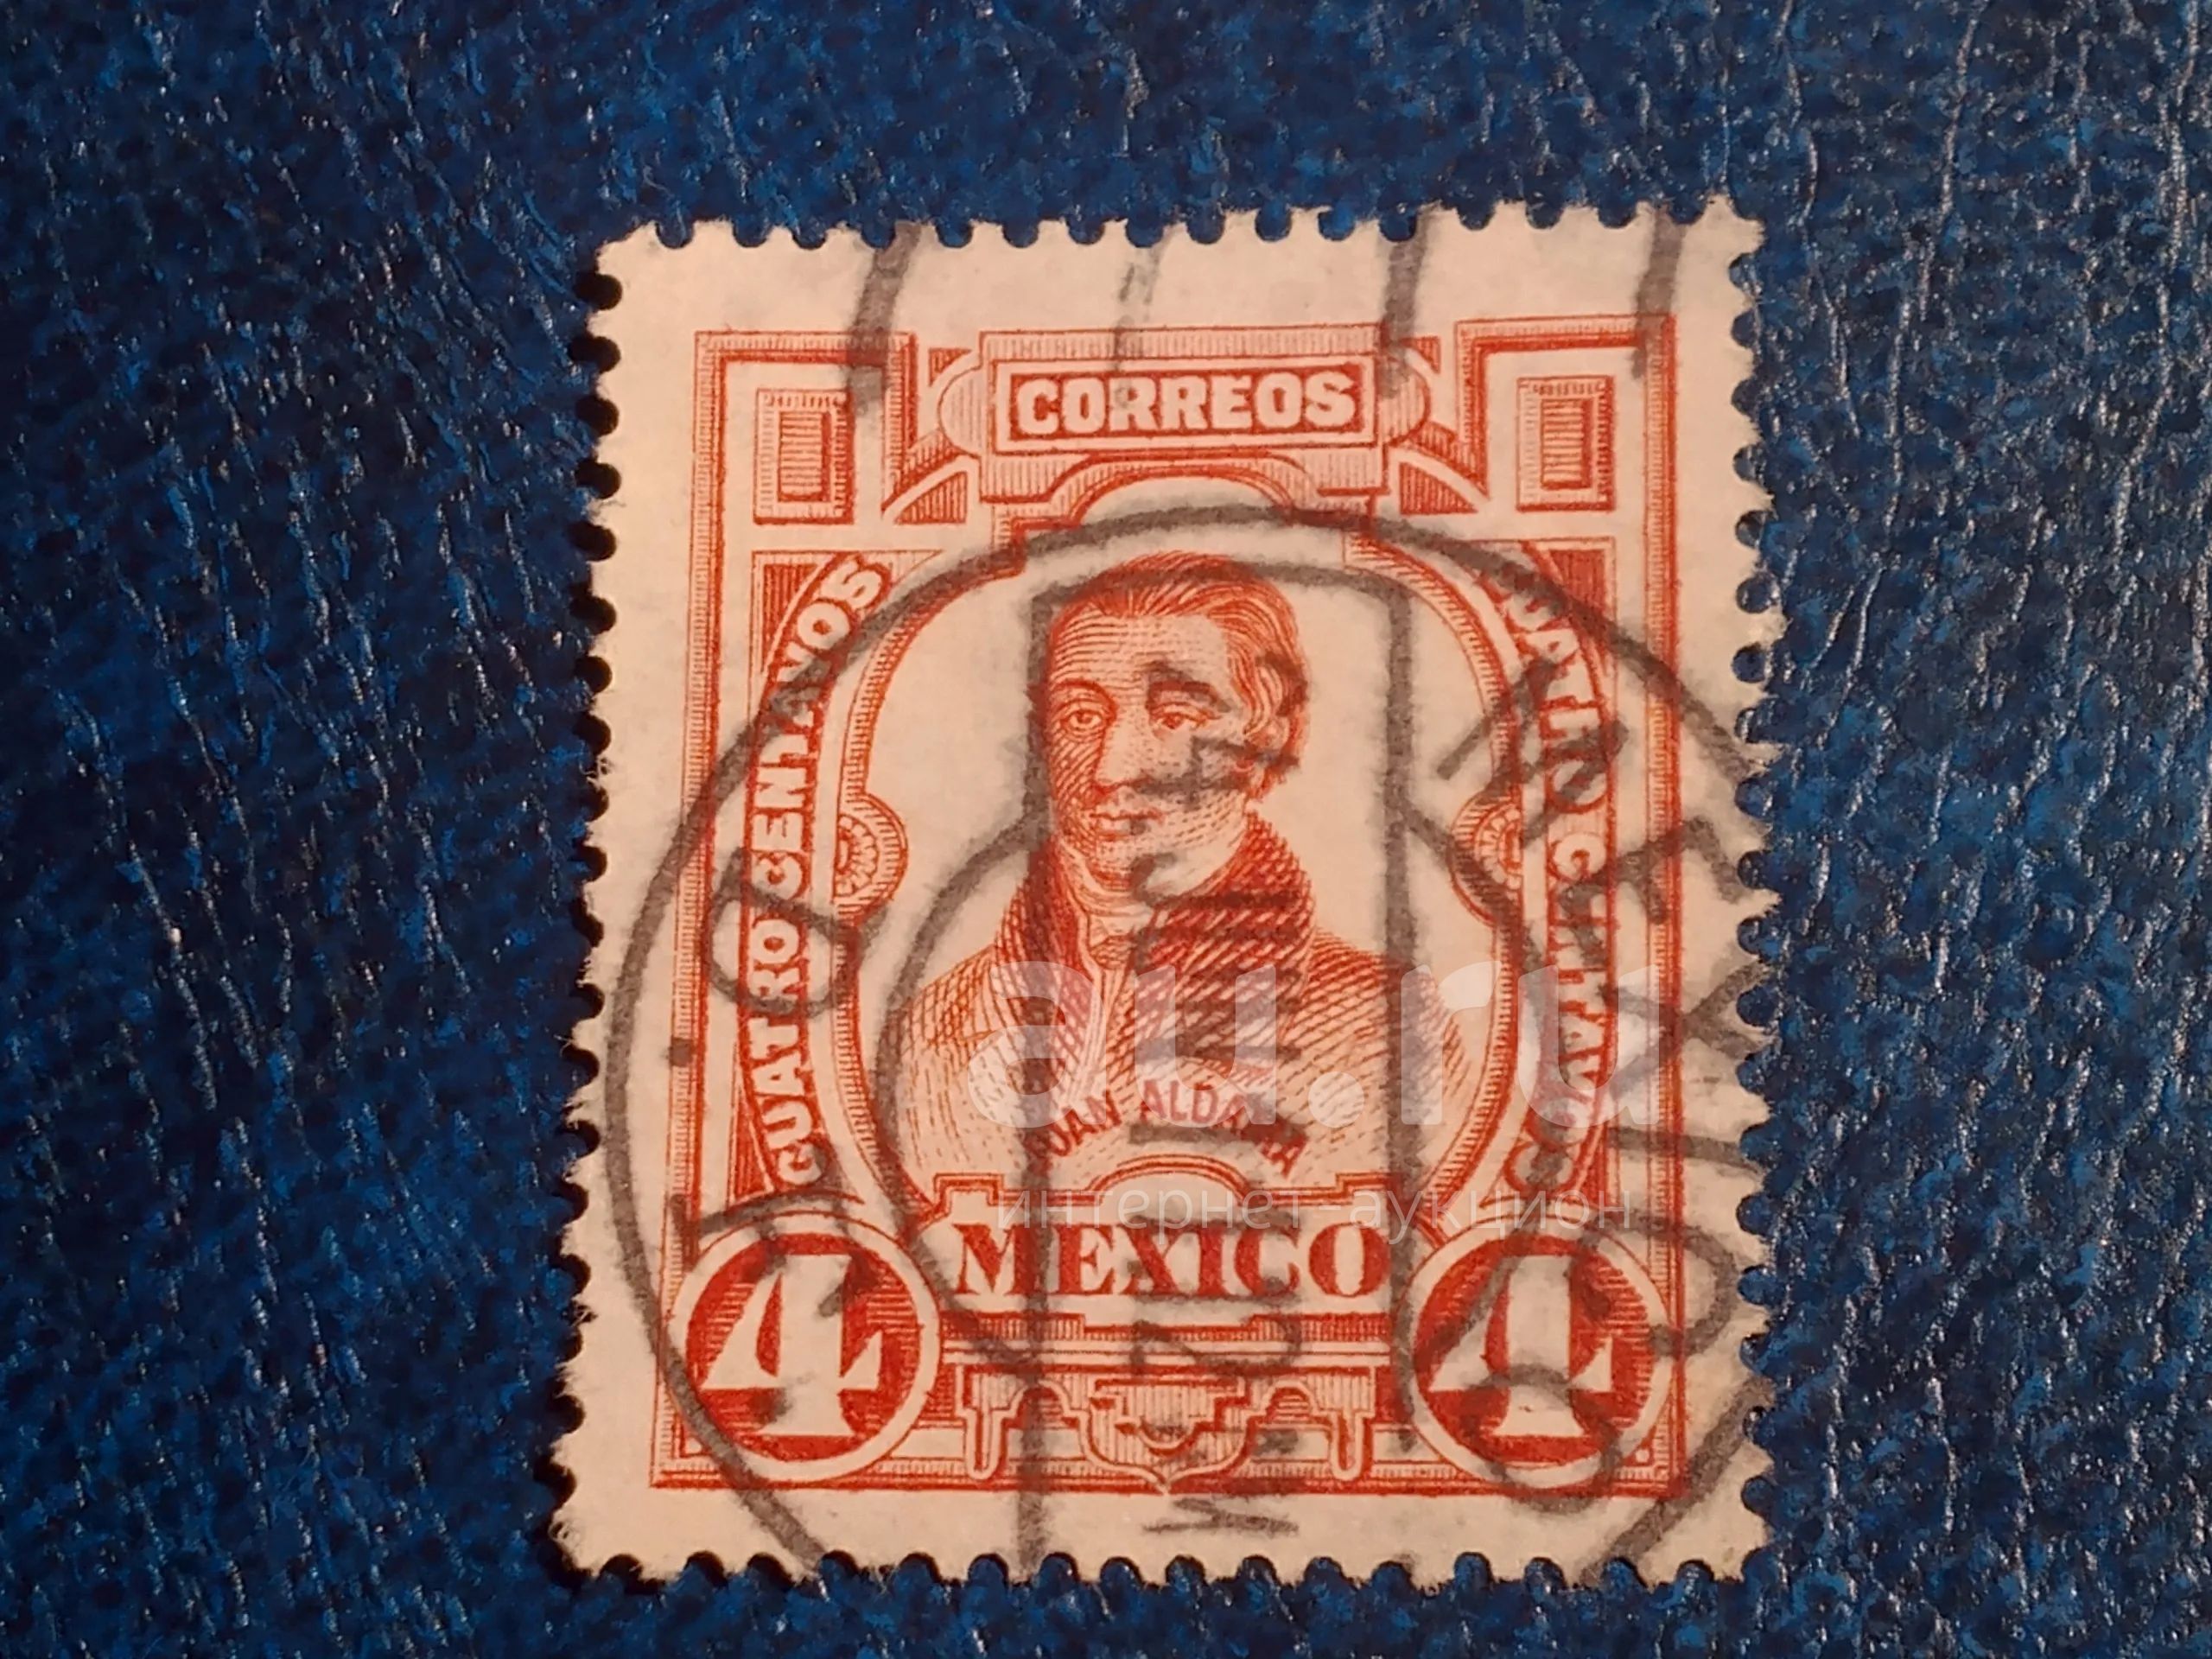 CORREOS
CUATRO CENTAVOS
CUATRO CENTAVOS
JUAN ALDAMA
MEXICO
4
4
au.ru
интернет-аукцион